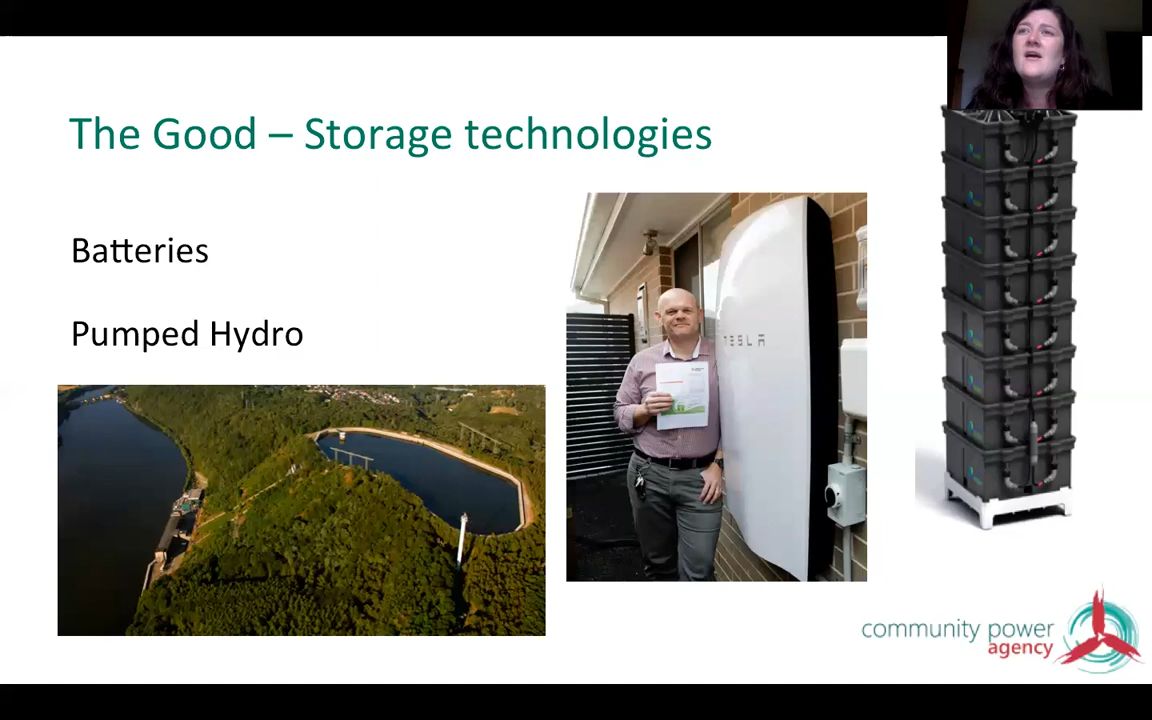 The Good – Storage technologies
Batteries
Pumped Hydro
TESLA
community power
agency